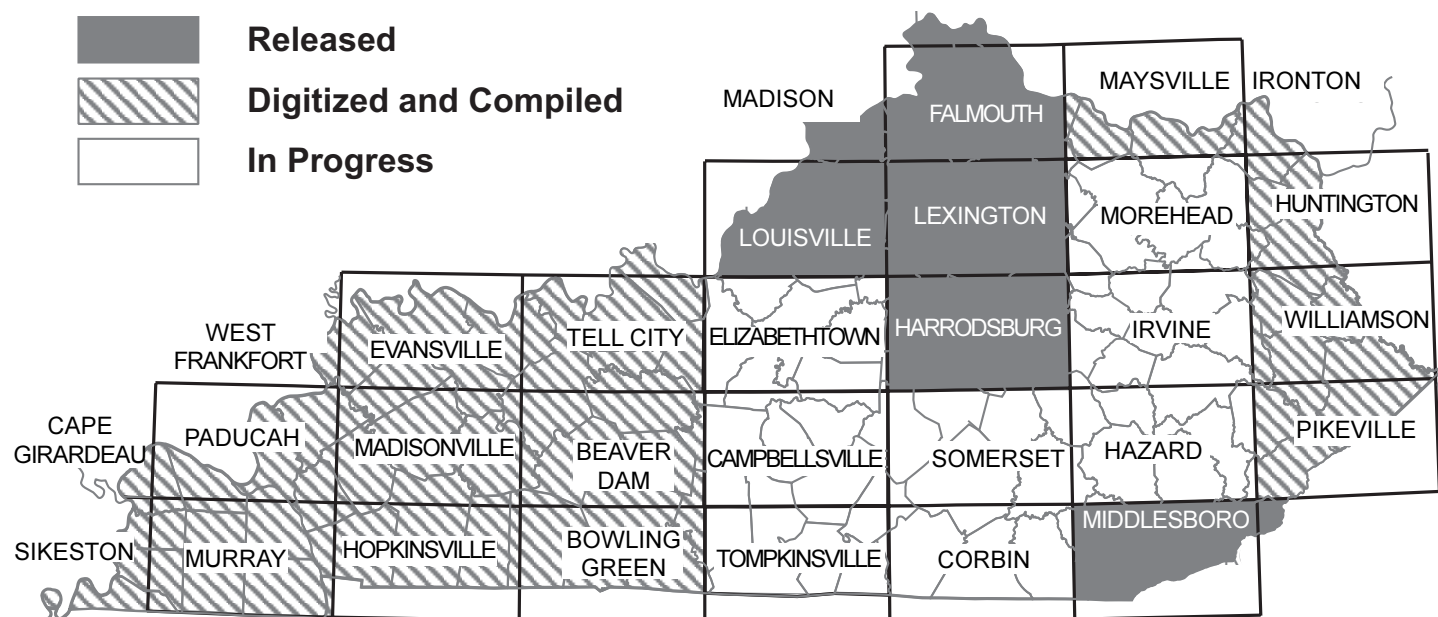 Released
Digitized and Compiled
In Progress
MADISON
FALMOUTH
MAYSVILLE
IRONTON
LOUISVILLE
LEXINGTON
MOREHEAD
HUNTINGTON
WEST
FRANKFORT
EVANSVILLE
TELL CITY
ELIZABETHTOWN
HARRODSBURG
IRVINE
WILLIAMSON
CAPE
GIRARDEAU
PADUCAH
MADISONVILLE
BEAVER
DAM
CAMPBELLSVILLE
SOMERSET
HAZARD
PIKEVILLE
SIKESTON
MURRAY
HOPKINSVILLE
BOWLING
GREEN
TOMPKINSVILLE
CORBIN
MIDDLESBORO